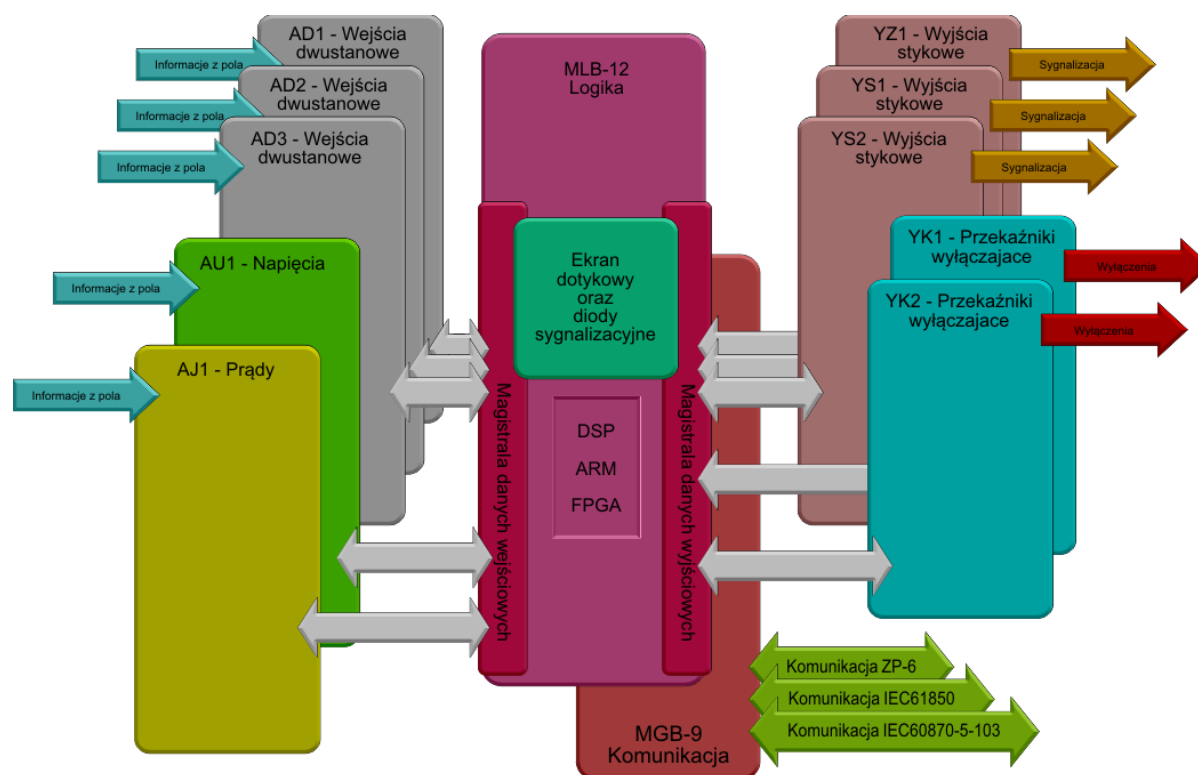 AD1 - Wejścia
dwustanowe
Informacje z pola
AD2 - Wejścia
dwustanowe
Informacje z pola
AD3 - Wejścia
dwustanowe
Informacje z pola
AU1 - Napięcia
Informacje z pola
AJ1 - Prądy
Informacje z pola
MLB-12
Logika
Ekran
dotykowy
oraz
diody
sygnalizacyjne
Magistrala danych wejściowych
DSP
ARM
FPGA
Magistrala danych wyjściowych
MGB-9
Komunikacja
YZ1 - Wyjścia
stykowe
Sygnalizacja
YS1 - Wyjścia
stykowe
Sygnalizacja
YS2 - Wyjścia
stykowe
Sygnalizacja
YK1 - Przekaźniki
wyłączajace
Wyłączenia
YK2 - Przekaźniki
wyłączajace
Wyłączenia
Komunikacja ZP-6
Komunikacja IEC61850
Komunikacja IEC60870-5-103